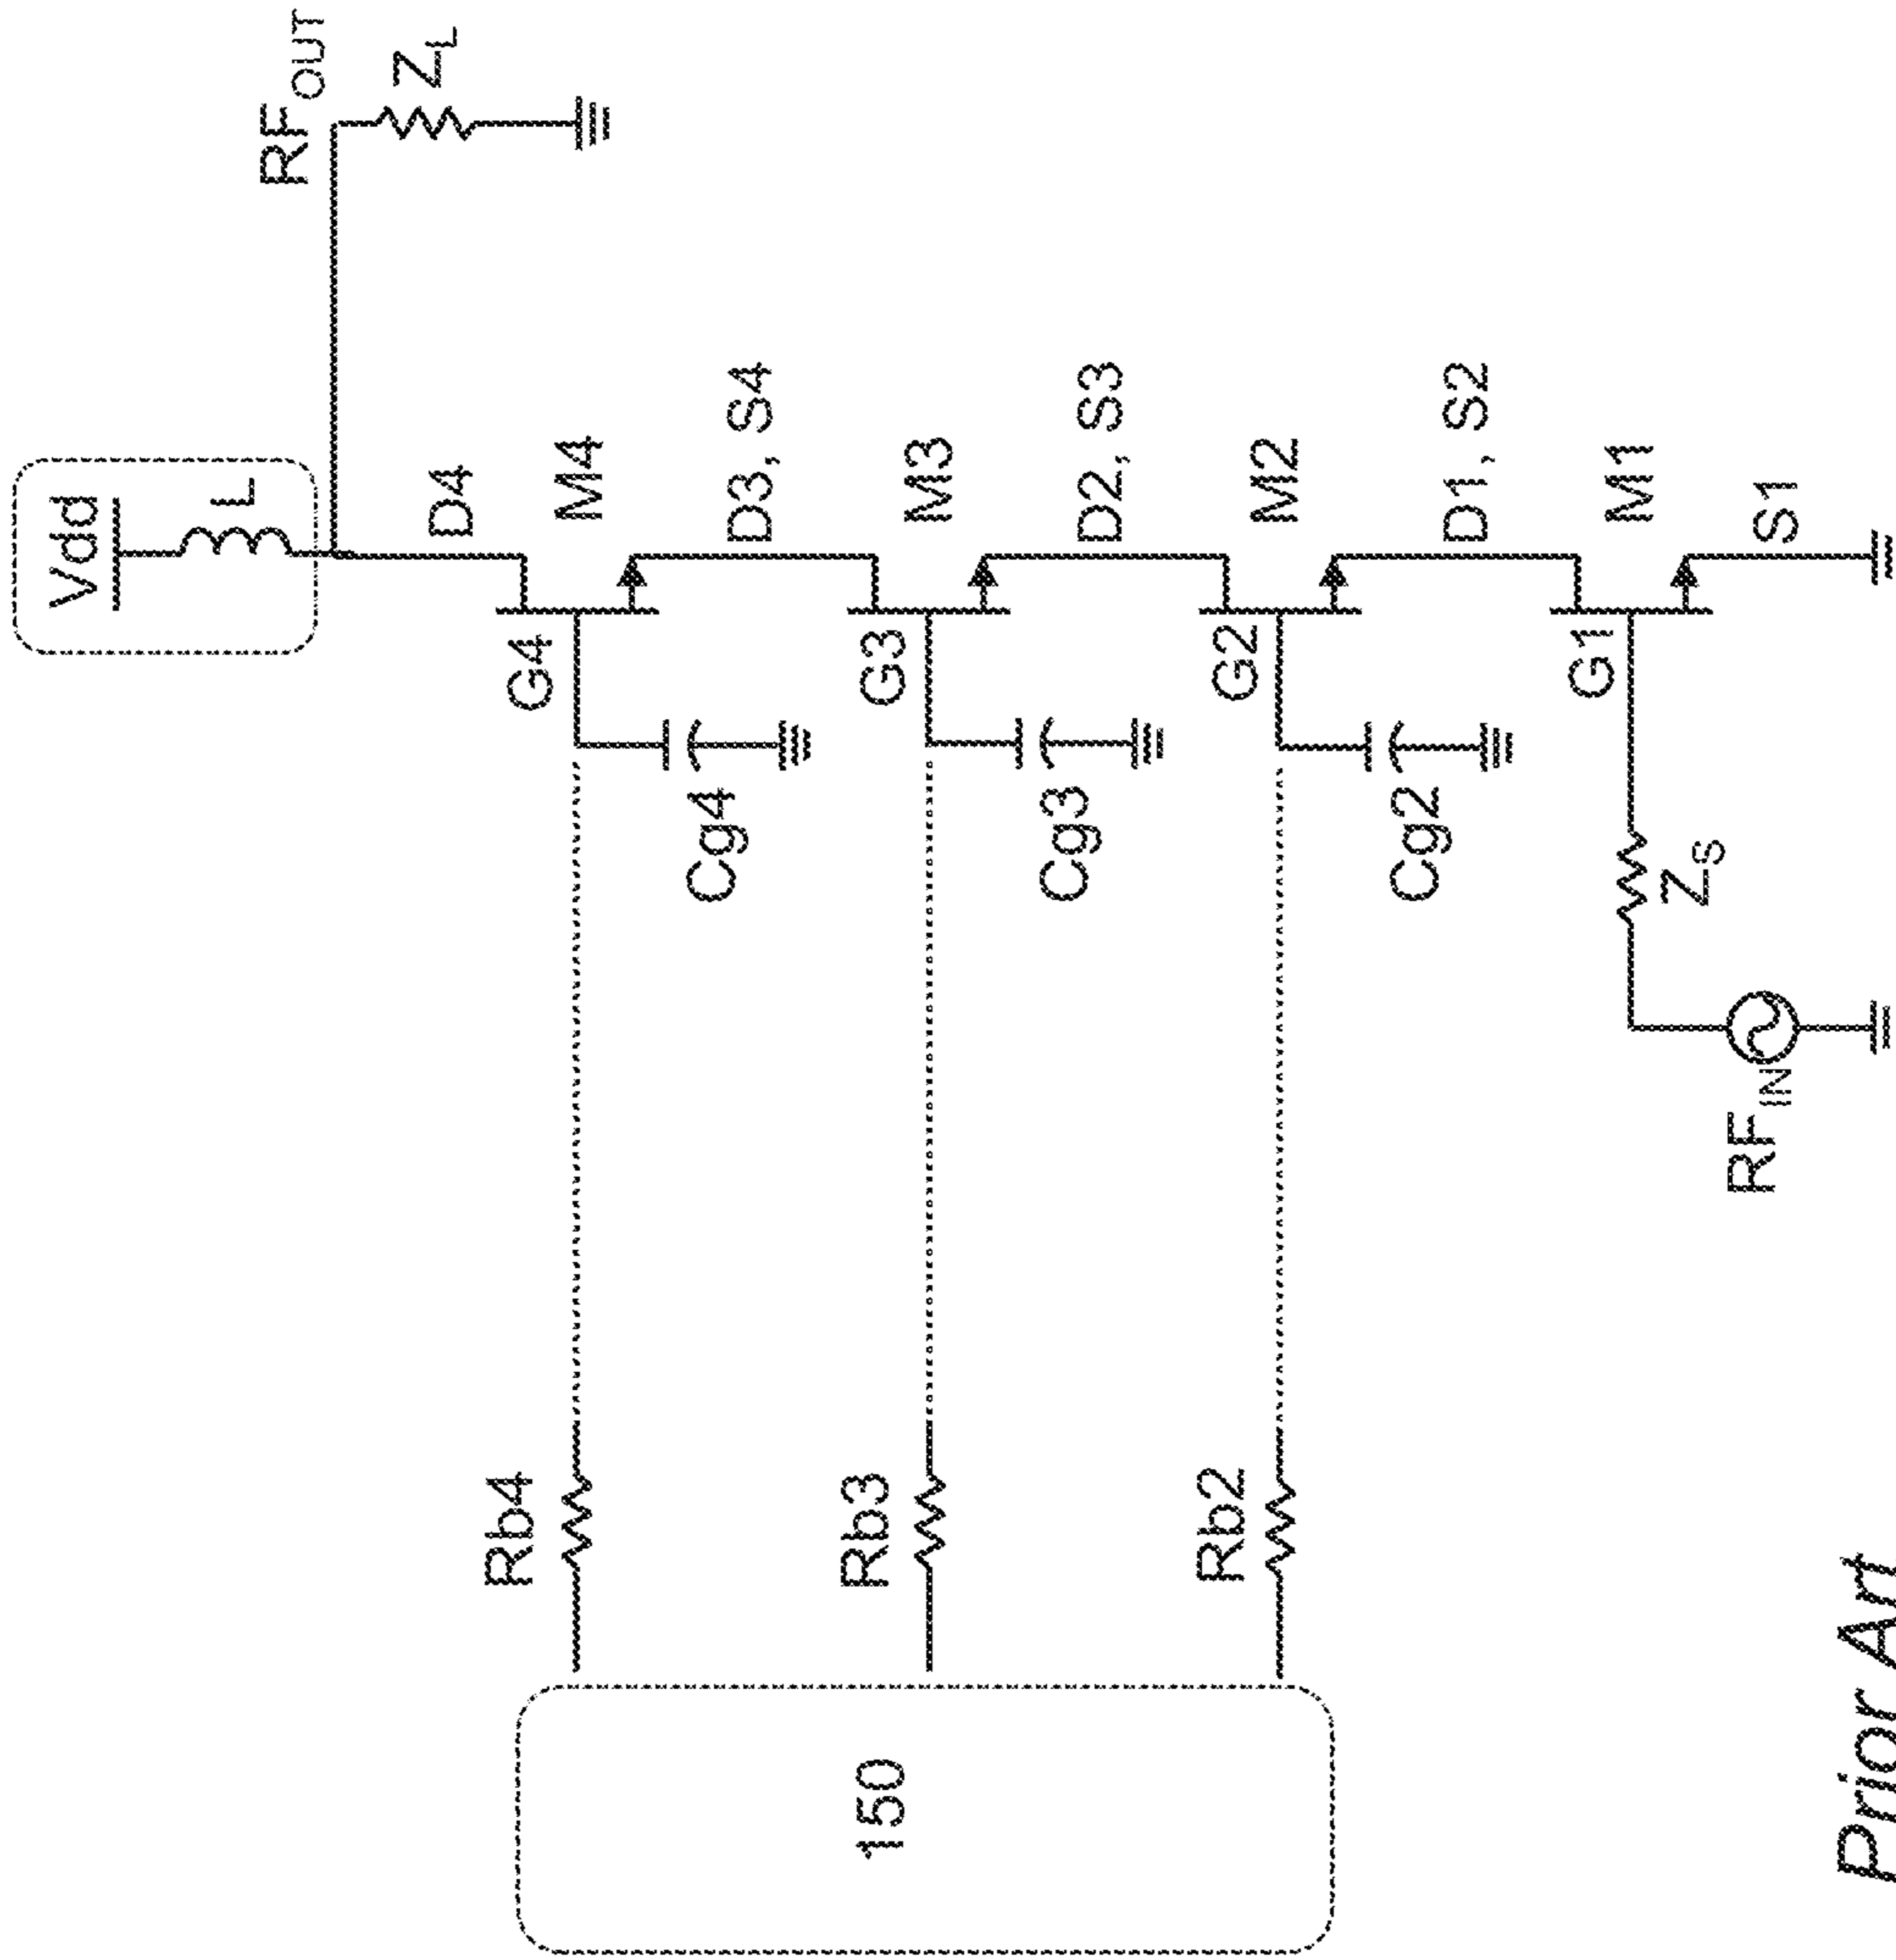 Vdd
L
RF_OUT
Z_L
D4
M4
G4
D3, S4
Cg4
Rb4
M3
G3
D2, S3
Cg3
Rb3
150
M2
G2
D1, S2
Cg2
Rb2
M1
G1
S1
Z_S
RF_IN
Prior Art